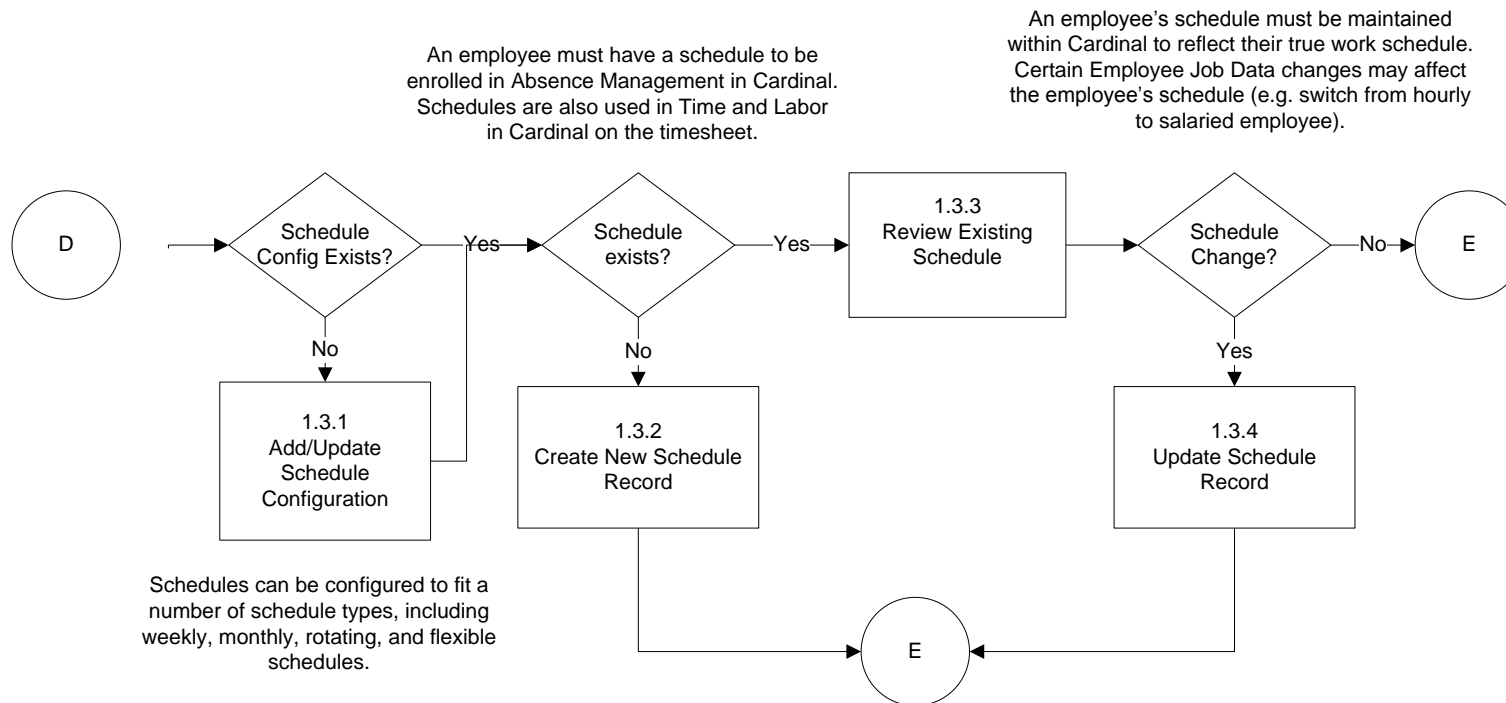 An employee must have a schedule to be
enrolled in Absence Management in Cardinal.
Schedules are also used in Time and Labor
in Cardinal on the timesheet.
An employee’s schedule must be maintained
within Cardinal to reflect their true work schedule.
Certain Employee Job Data changes may affect
the employee’s schedule (e.g. switch from hourly
to salaried employee).
D
Schedule
Config Exists?
Yes
Schedule
exists?
Yes
1.3.3
Review Existing
Schedule
Schedule
Change?
No
E
No
No
Yes
1.3.1
Add/Update
Schedule
Configuration
1.3.2
Create New Schedule
Record
1.3.4
Update Schedule
Record
Schedules can be configured to fit a
number of schedule types, including
weekly, monthly, rotating, and flexible
schedules.
E